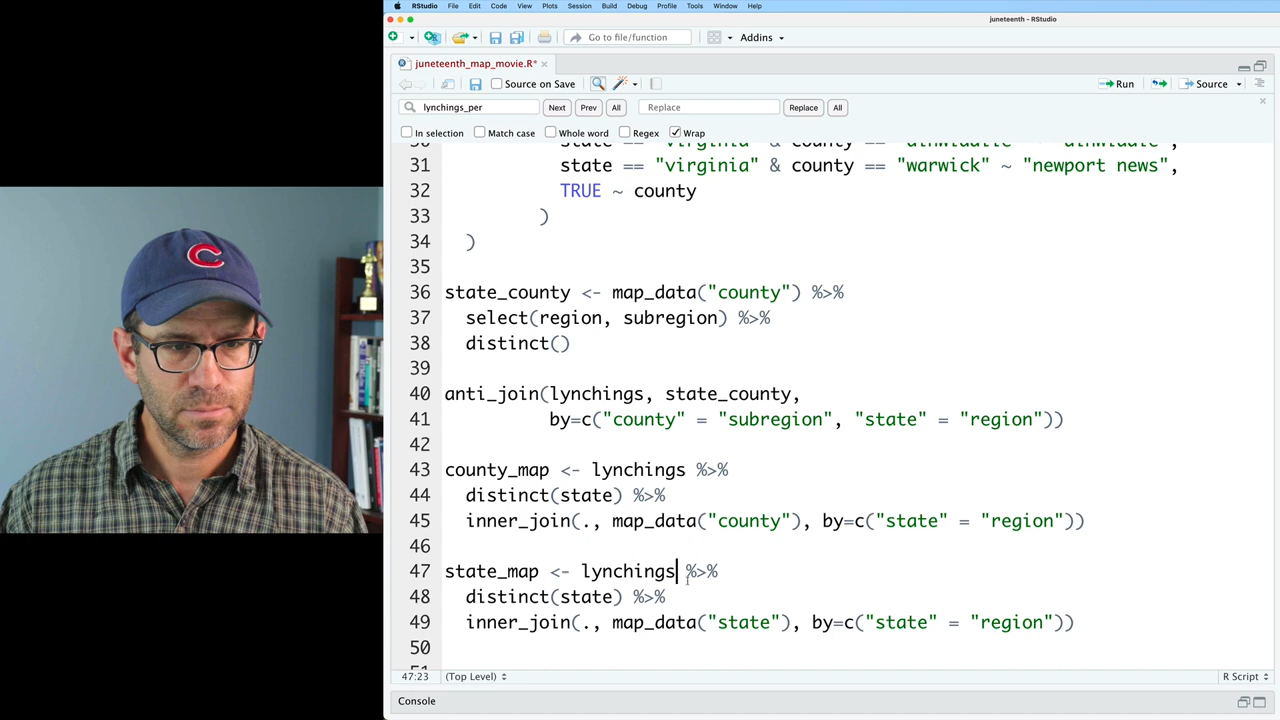 RStudio File Edit Code View Plots Session Build Debug Profile Tools Window Help
juneteenth - RStudio
Go to file/function
Addins
juneteenth_map_movie.R*
Source on Save
Run
Source
lynchings_per
Next
Prev
All
Replace
Replace
All
In selection
Match case
Whole word
Regex
Wrap
31 state == "virginia" & county == "warwick" ~ "newport news",
32 TRUE ~ county
33 )
34 )
35
36 state_county <- map_data("county") %>%
37 select(region, subregion) %>%
38 distinct()
39
40 anti_join(lynchings, state_county,
41 by=c("county" = "subregion", "state" = "region"))
42
43 county_map <- lynchings %>%
44 distinct(state) %>%
45 inner_join(., map_data("county"), by=c("state" = "region"))
46
47 state_map <- lynchings %>%
48 distinct(state) %>%
49 inner_join(., map_data("state"), by=c("state" = "region"))
50
47:23
(Top Level)
R Script
Console
C